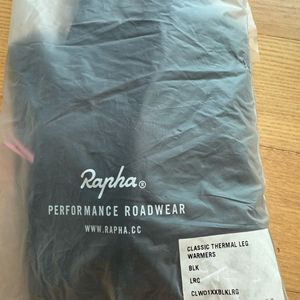 Rapha®
PERFORMANCE ROADWEAR
WWW.RAPHA.CC
CLASSIC THERMAL LEG
WARMERS
BLK
LRG
CLW01XXBLKLRG